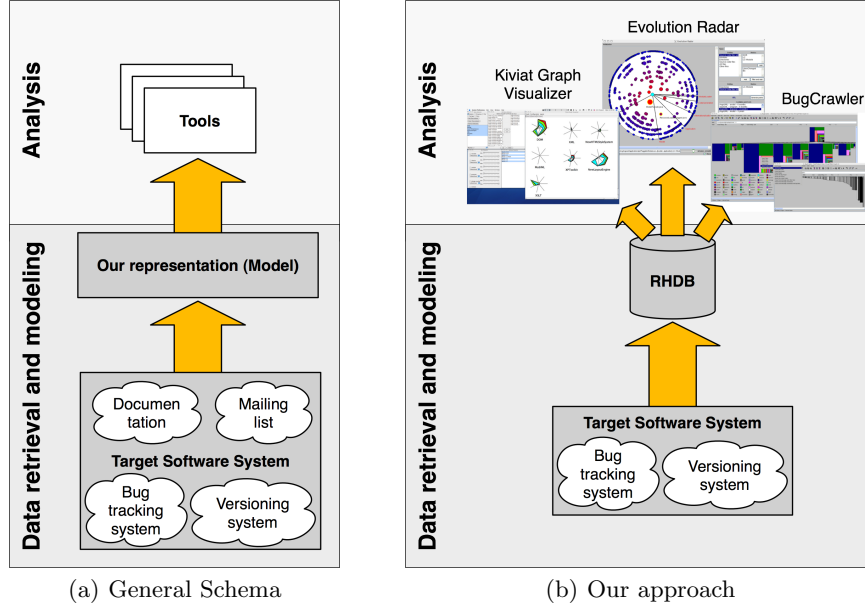 Analysis
Tools
Data retrieval and modeling
Our representation (Model)
Documen
tation
Mailing
list
Target Software System
Bug
tracking
system
Versioning
system
(a) General Schema
Analysis
Evolution Radar
Kiviat Graph
Visualizer
BugCrawler
Data retrieval and modeling
RHDB
Target Software System
Bug
tracking
system
Versioning
system
(b) Our approach